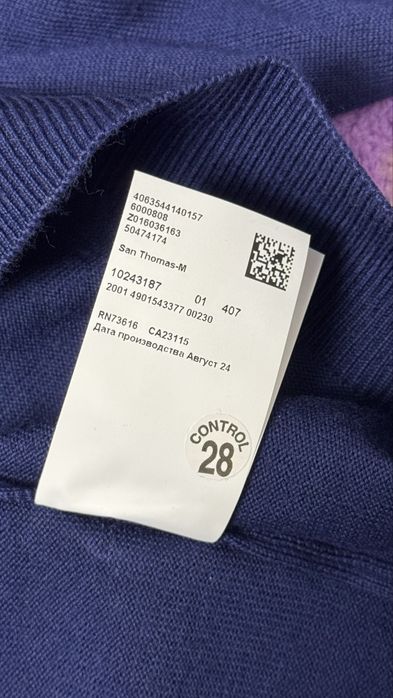 4063544140157
6000808
Z016036163
50474174
San Thomas-M
10243187 01 407
2001 4901543377 00230
RN73616 CA23115
Дата производства Август 24
CONTROL
28